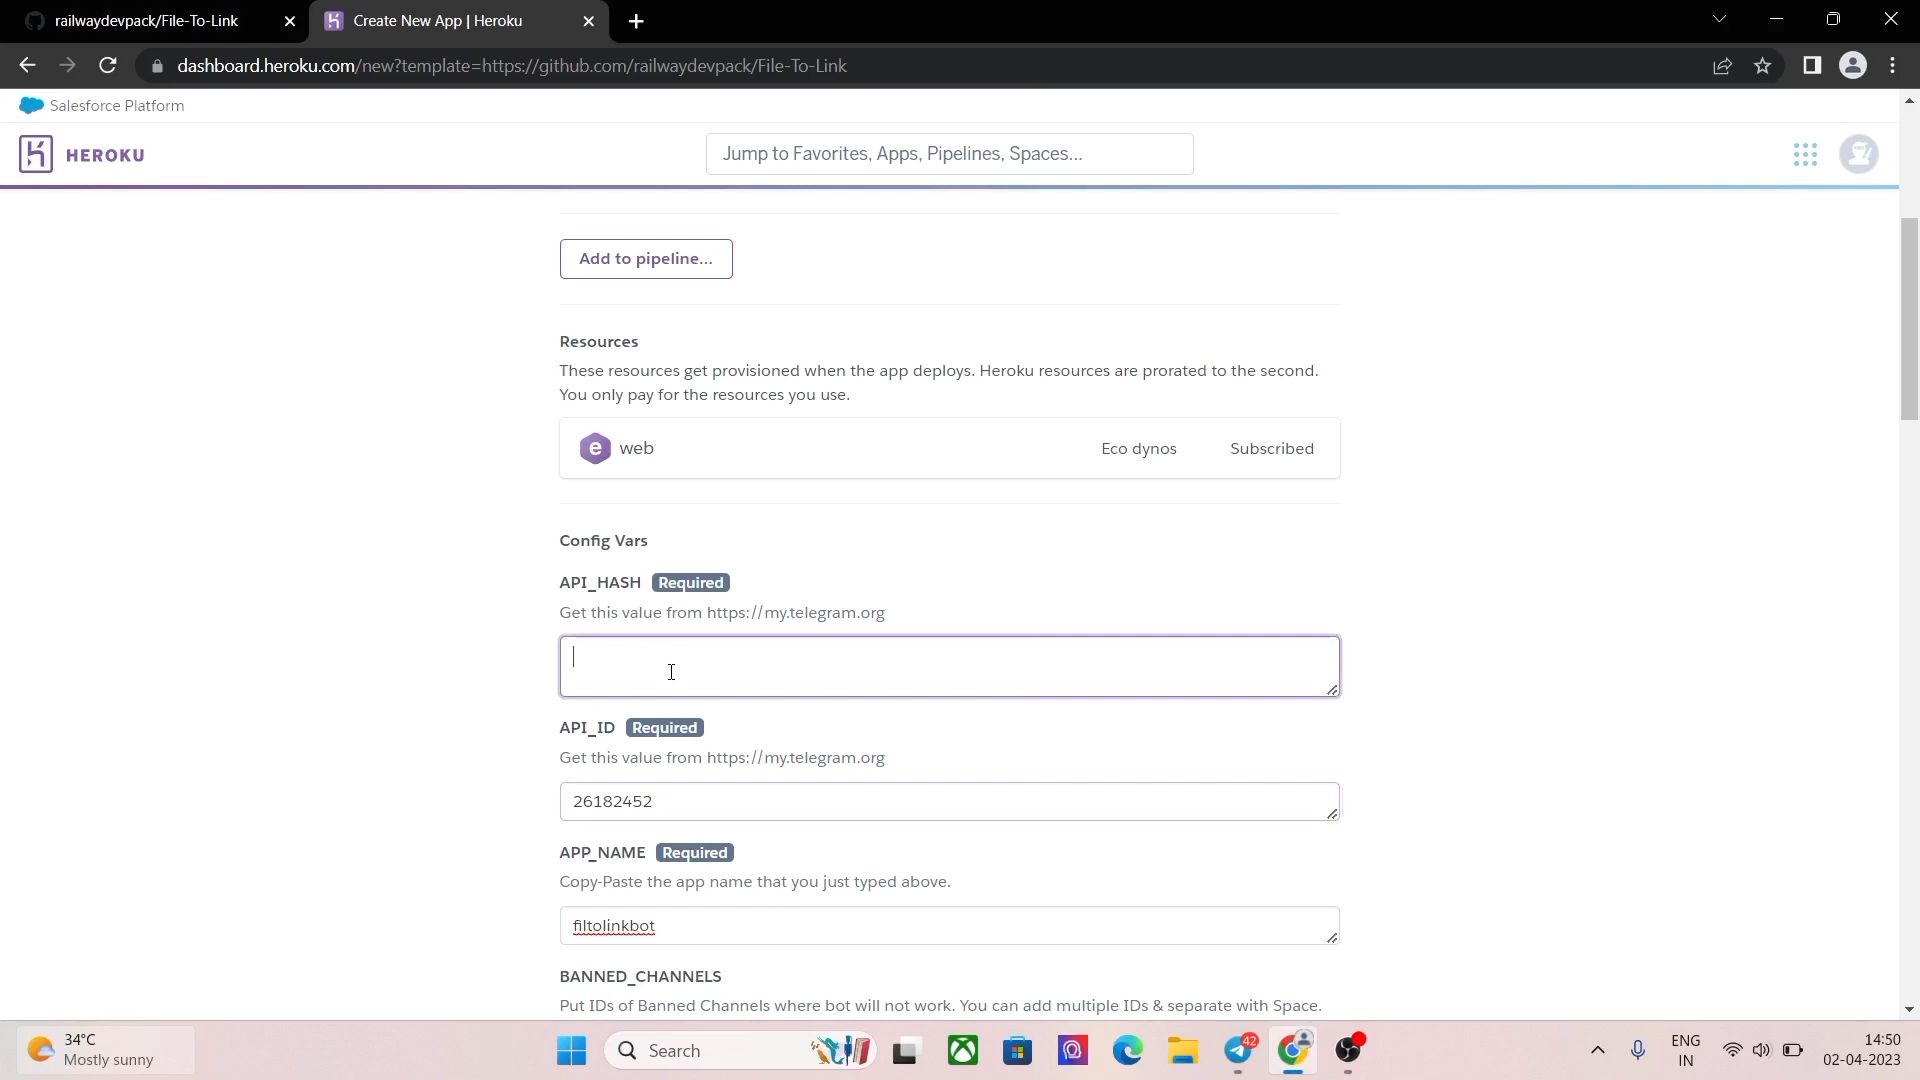 railwaydevpack/File-To-Link
Create New App | Heroku
dashboard.heroku.com/new?template=https://github.com/railwaydevpack/File-To-Link
Salesforce Platform
HEROKU
Jump to Favorites, Apps, Pipelines, Spaces...
Add to pipeline...
Resources
These resources get provisioned when the app deploys. Heroku resources are prorated to the second.
You only pay for the resources you use.
e web Eco dynos Subscribed
Config Vars
API_HASH Required
Get this value from https://my.telegram.org
API_ID Required
Get this value from https://my.telegram.org
26182452
APP_NAME Required
Copy-Paste the app name that you just typed above.
filtolinkbot
BANNED_CHANNELS
Put IDs of Banned Channels where bot will not work. You can add multiple IDs & separate with Space.
34°C
Mostly sunny
Search
42
ENG
IN
14:50
02-04-2023